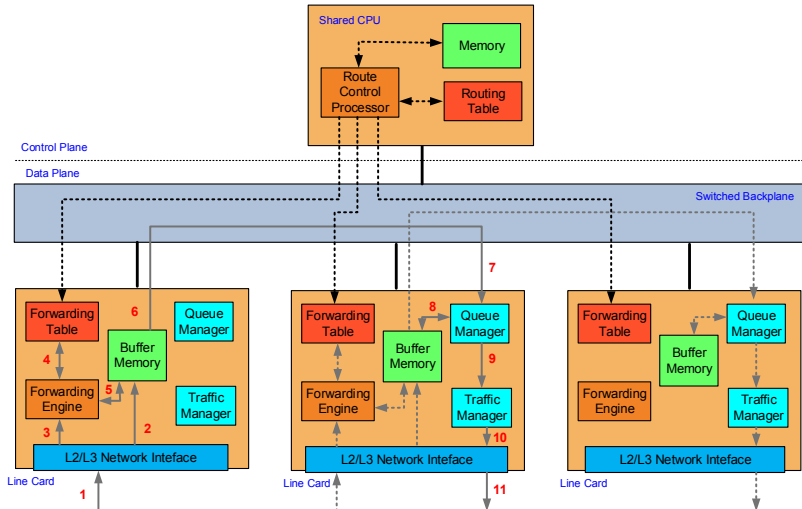 Shared CPU
Memory
Route
Control
Processor
Routing
Table
Control Plane
Data Plane
Switched Backplane
7
6
Forwarding
Table
Queue
Manager
4
Buffer
Memory
5
Forwarding
Engine
Traffic
Manager
3
2
L2/L3 Network Inteface
Line Card
1
8
Forwarding
Table
Queue
Manager
Buffer
Memory
9
Forwarding
Engine
Traffic
Manager
10
L2/L3 Network Inteface
Line Card
11
Forwarding
Table
Queue
Manager
Buffer
Memory
Forwarding
Engine
Traffic
Manager
L2/L3 Network Inteface
Line Card